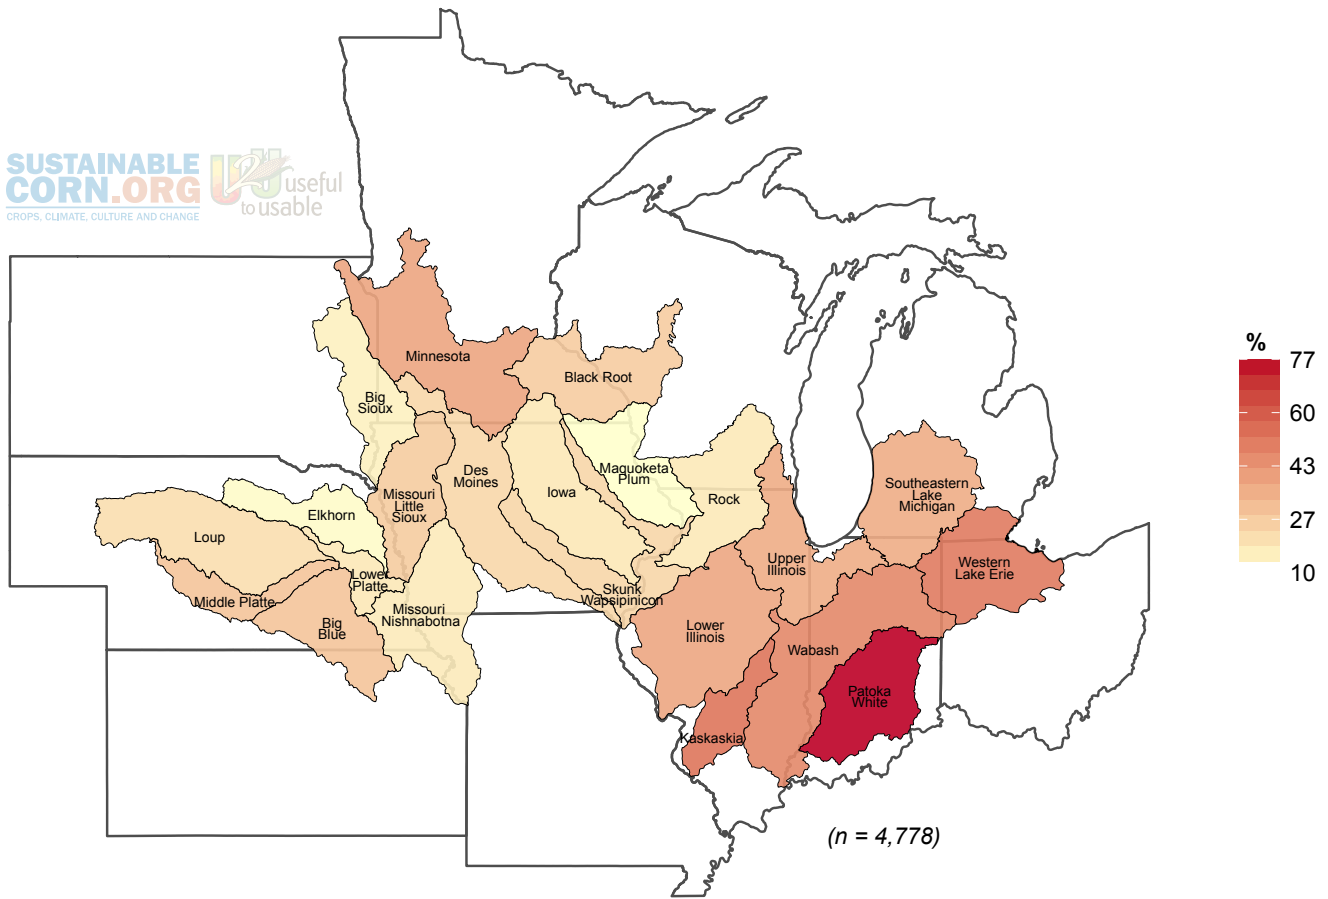 SUSTAINABLE
CORN.ORG
CROPS, CLIMATE, CULTURE AND CHANGE
U2U
useful
to usable
Minnesota
Black Root
Big
Sioux
Maquoketa
Plum
Des
Moines
Iowa
Rock
Missouri
Little
Sioux
Southeastern
Lake
Michigan
Elkhorn
Loup
Lower
Platte
Upper
Illinois
Western
Lake Erie
Middle Platte
Skunk
Wapsipinicon
Missouri
Nishnabotna
Big
Blue
Lower
Illinois
Wabash
Patoka
White
Kaskaskia
(n = 4,778)
%
77
60
43
27
10